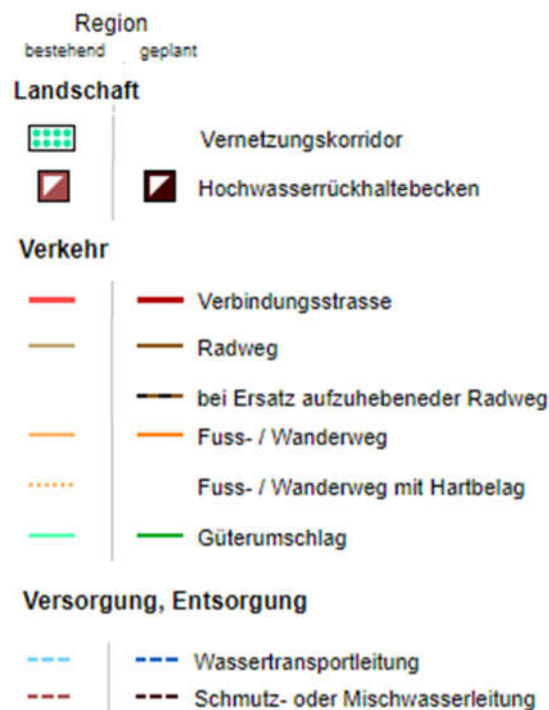 Region
bestehend geplant
Landschaft
Vernetzungskorridor
Hochwasserrückhaltebecken
Verkehr
Verbindungsstrasse
Radweg
bei Ersatz aufzuhebeneder Radweg
Fuss- / Wanderweg
Fuss- / Wanderweg mit Hartbelag
Güterumschlag
Versorgung, Entsorgung
Wassertransportleitung
Schmutz- oder Mischwasserleitung